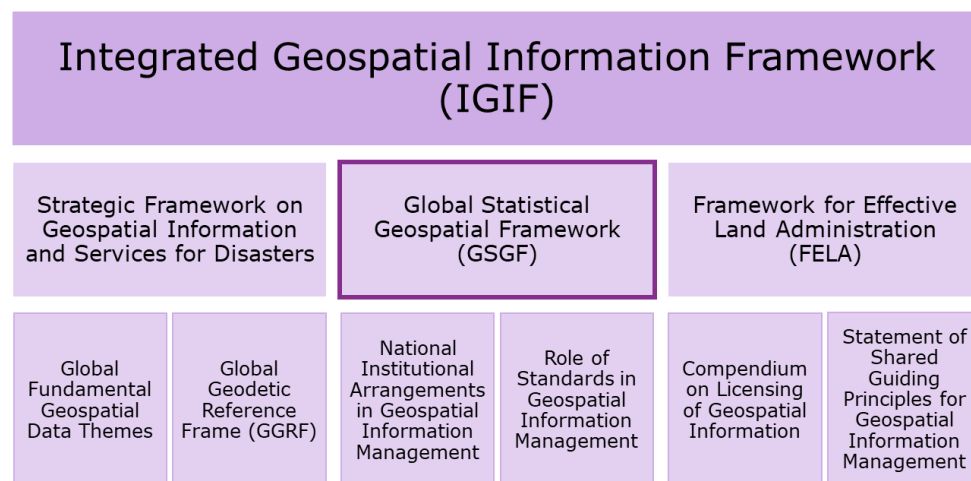 Integrated Geospatial Information Framework
(IGIF)
Strategic Framework on
Geospatial Information
and Services for Disasters
Global Statistical
Geospatial Framework
(GSGF)
Framework for Effective
Land Administration
(FELA)
Global
Fundamental
Geospatial
Data Themes
Global
Geodetic
Reference
Frame (GGRF)
National
Institutional
Arrangements
in Geospatial
Information
Management
Role of
Standards in
Geospatial
Information
Management
Compendium
on Licensing
of Geospatial
Information
Statement of
Shared
Guiding
Principles for
Geospatial
Information
Management